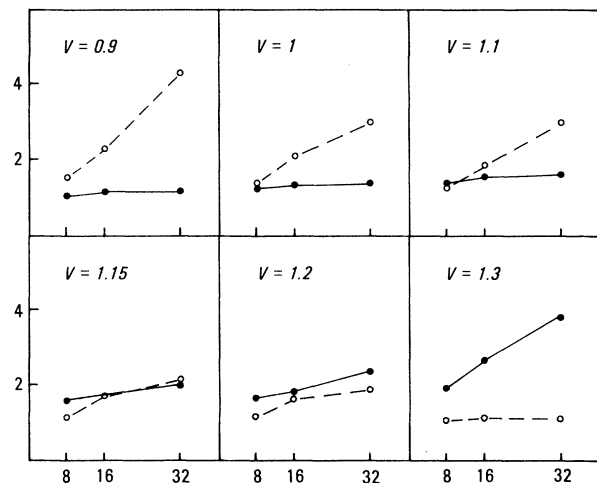 V = 0.9
V = 1
V = 1.1
4
2
V = 1.15
V = 1.2
V = 1.3
4
2
8 16 32 8 16 32 8 16 32